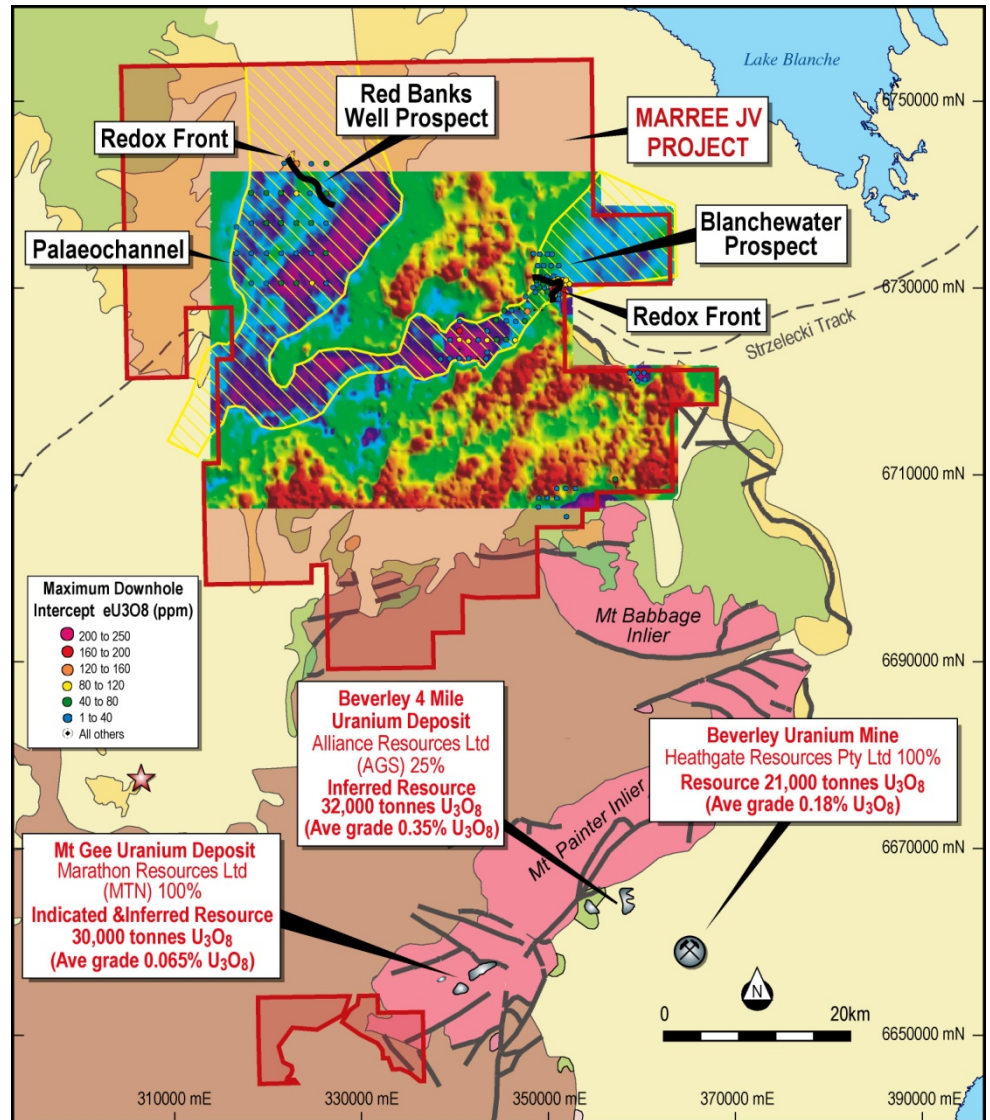 Lake Blanche
6750000 mN
Red Banks
Well Prospect
MARREE JV
PROJECT
Redox Front
Palaeochannel
Blanchewater
Prospect
6730000 mN
Redox Front
Strzelecki Track
6710000 mN
Maximum Downhole
Intercept eU3O8 (ppm)
200 to 250
160 to 200
120 to 160
80 to 120
40 to 80
1 to 40
All others
Mt Babbage
Inlier
6690000 mN
Beverley 4 Mile
Uranium Deposit
Alliance Resources Ltd
(AGS) 25%
Inferred Resource
32,000 tonnes U₃O₈
(Ave grade 0.35% U₃O₈)
Beverley Uranium Mine
Heathgate Resources Pty Ltd 100%
Resource 21,000 tonnes U₃O₈
(Ave grade 0.18% U₃O₈)
Mt Painter Inlier
6670000 mN
Mt Gee Uranium Deposit
Marathon Resources Ltd
(MTN) 100%
Indicated &Inferred Resource
30,000 tonnes U₃O₈
(Ave grade 0.065% U₃O₈)
N
0 20km
6650000 mN
310000 mE 330000 mE 350000 mE 370000 mE 390000 mE